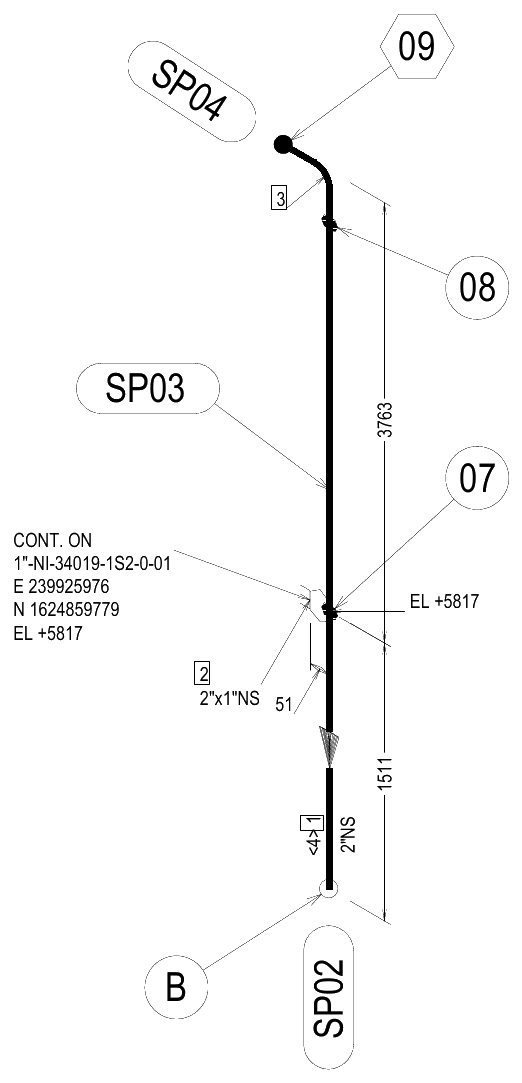 09
SP04
3
08
SP03
3763
07
CONT. ON
1"-NI-34019-1S2-0-01
E 239925976
N 1624859779
EL +5817
EL +5817
2
2"x1"NS
51
1511
<4> 1
2"NS
B
SP02